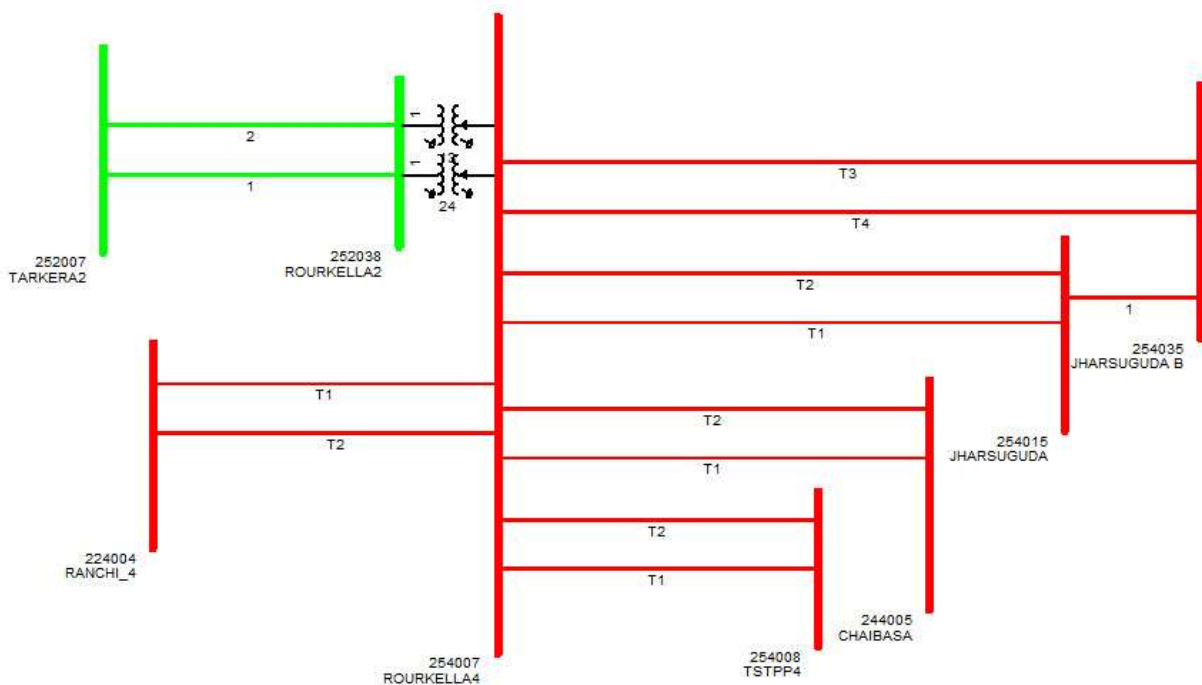 1
2
T3
13
1
1
24
T4
252007
TARKERA2
252038
ROURKELLA2
T2
1
T1
254035
JHARSUGUDA B
T1
T2
T2
254015
JHARSUGUDA
T1
T2
224004
RANCHI_4
T1
244005
CHAIBASA
254007
ROURKELLA4
254008
TSTPP4